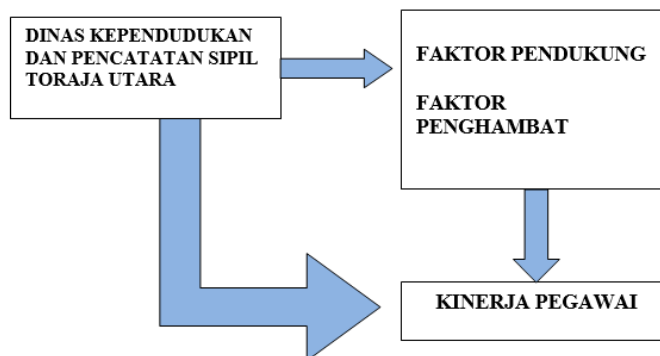 DINAS KEPENDUDUKAN
DAN PENCATATAN SIPIL
TORAJA UTARA
FAKTOR PENDUKUNG
FAKTOR
PENGHAMBAT
KINERJA PEGAWAI